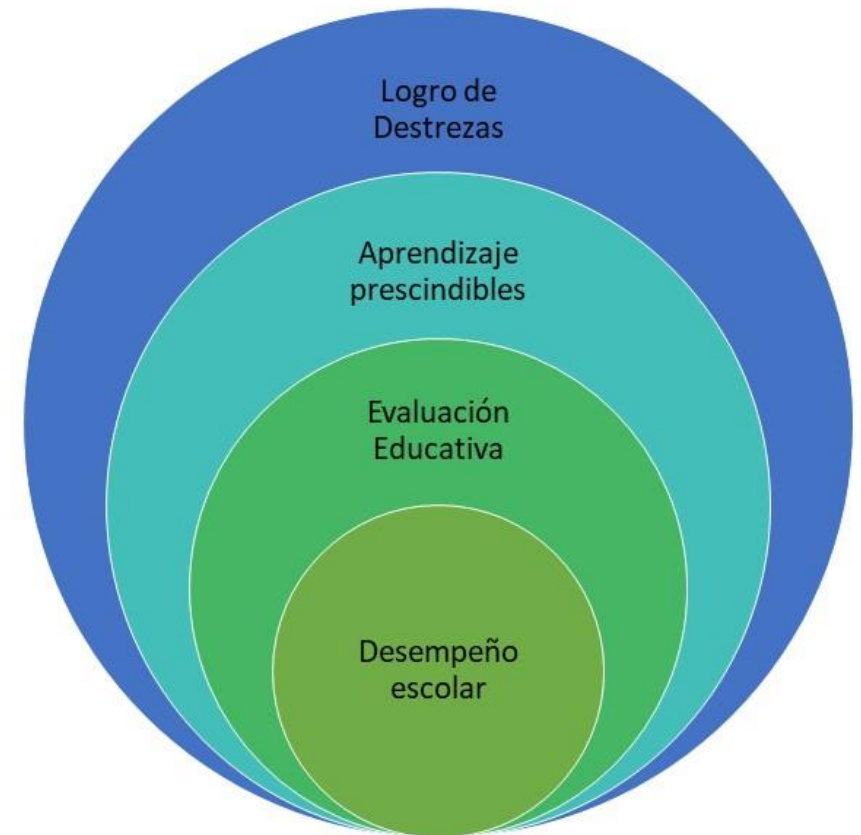 Logro de
Destrezas
Aprendizaje
prescindibles
Evaluación
Educativa
Desempeño
escolar